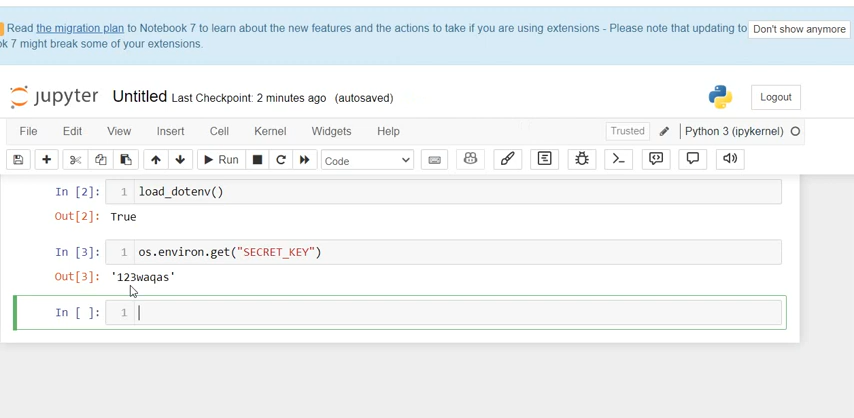 Read the migration plan to Notebook 7 to learn about the new features and the actions to take if you are using extensions - Please note that updating to
Don't show anymore
ok 7 might break some of your extensions.
jupyter Untitled Last Checkpoint: 2 minutes ago (autosaved)
Logout
File Edit View Insert Cell Kernel Widgets Help
Trusted
Python 3 (ipykernel)
Run
Code
In [2]: 1 load_dotenv()
Out[2]: True
In [3]: 1 os.environ.get("SECRET_KEY")
Out[3]: '123waqas'
In [ ]: 1